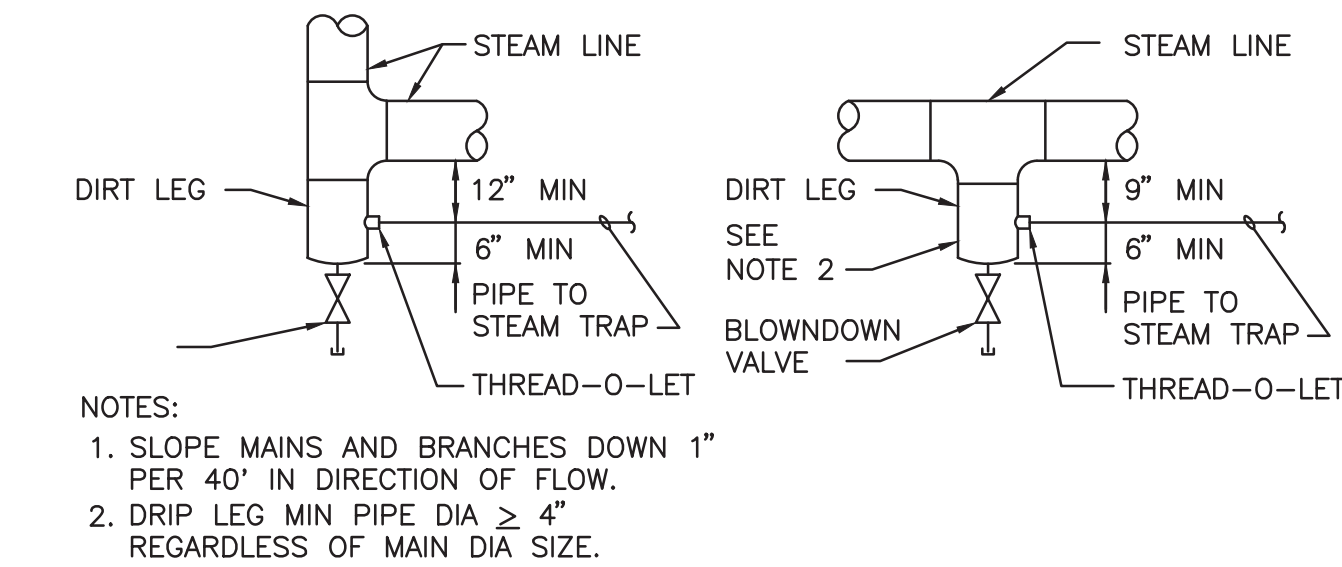 STEAM LINE
DIRT LEG
12” MIN
6” MIN
PIPE TO
STEAM TRAP
THREAD-O-LET
STEAM LINE
DIRT LEG
SEE
NOTE 2
9” MIN
6” MIN
PIPE TO
STEAM TRAP
BLOWNDOWN
VALVE
THREAD-O-LET
NOTES:
1. SLOPE MAINS AND BRANCHES DOWN 1”
PER 40' IN DIRECTION OF FLOW.
2. DRIP LEG MIN PIPE DIA ≥ 4”
REGARDLESS OF MAIN DIA SIZE.